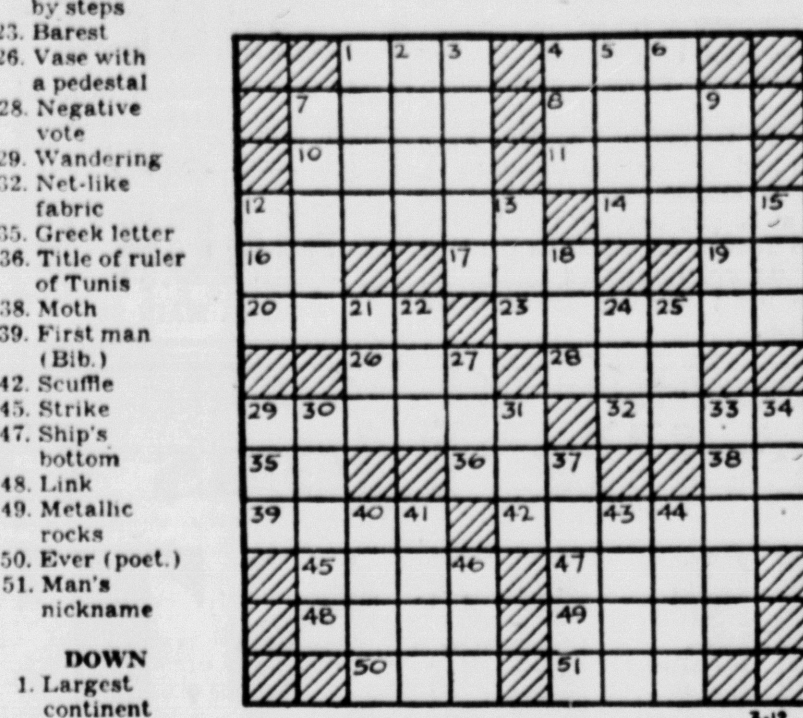 by steps
23. Barest
26. Vase with
a pedestal
28. Negative
vote
29. Wandering
32. Net-like
fabric
35. Greek letter
36. Title of ruler
of Tunis
38. Moth
39. First man
(Bib.)
42. Scuffle
45. Strike
47. Ship's
bottom
48. Link
49. Metallic
rocks
50. Ever (poet.)
51. Man's
nickname
DOWN
1. Largest
continent
1 2 3 4 5 6
7 8 9
10 11
12 13 14 15
16 17 18 19
20 21 22 23 24 25
26 27 28
29 30 31 32 33 34
35 36 37 38
39 40 41 42 43 44
45 46 47
48 49
50 51